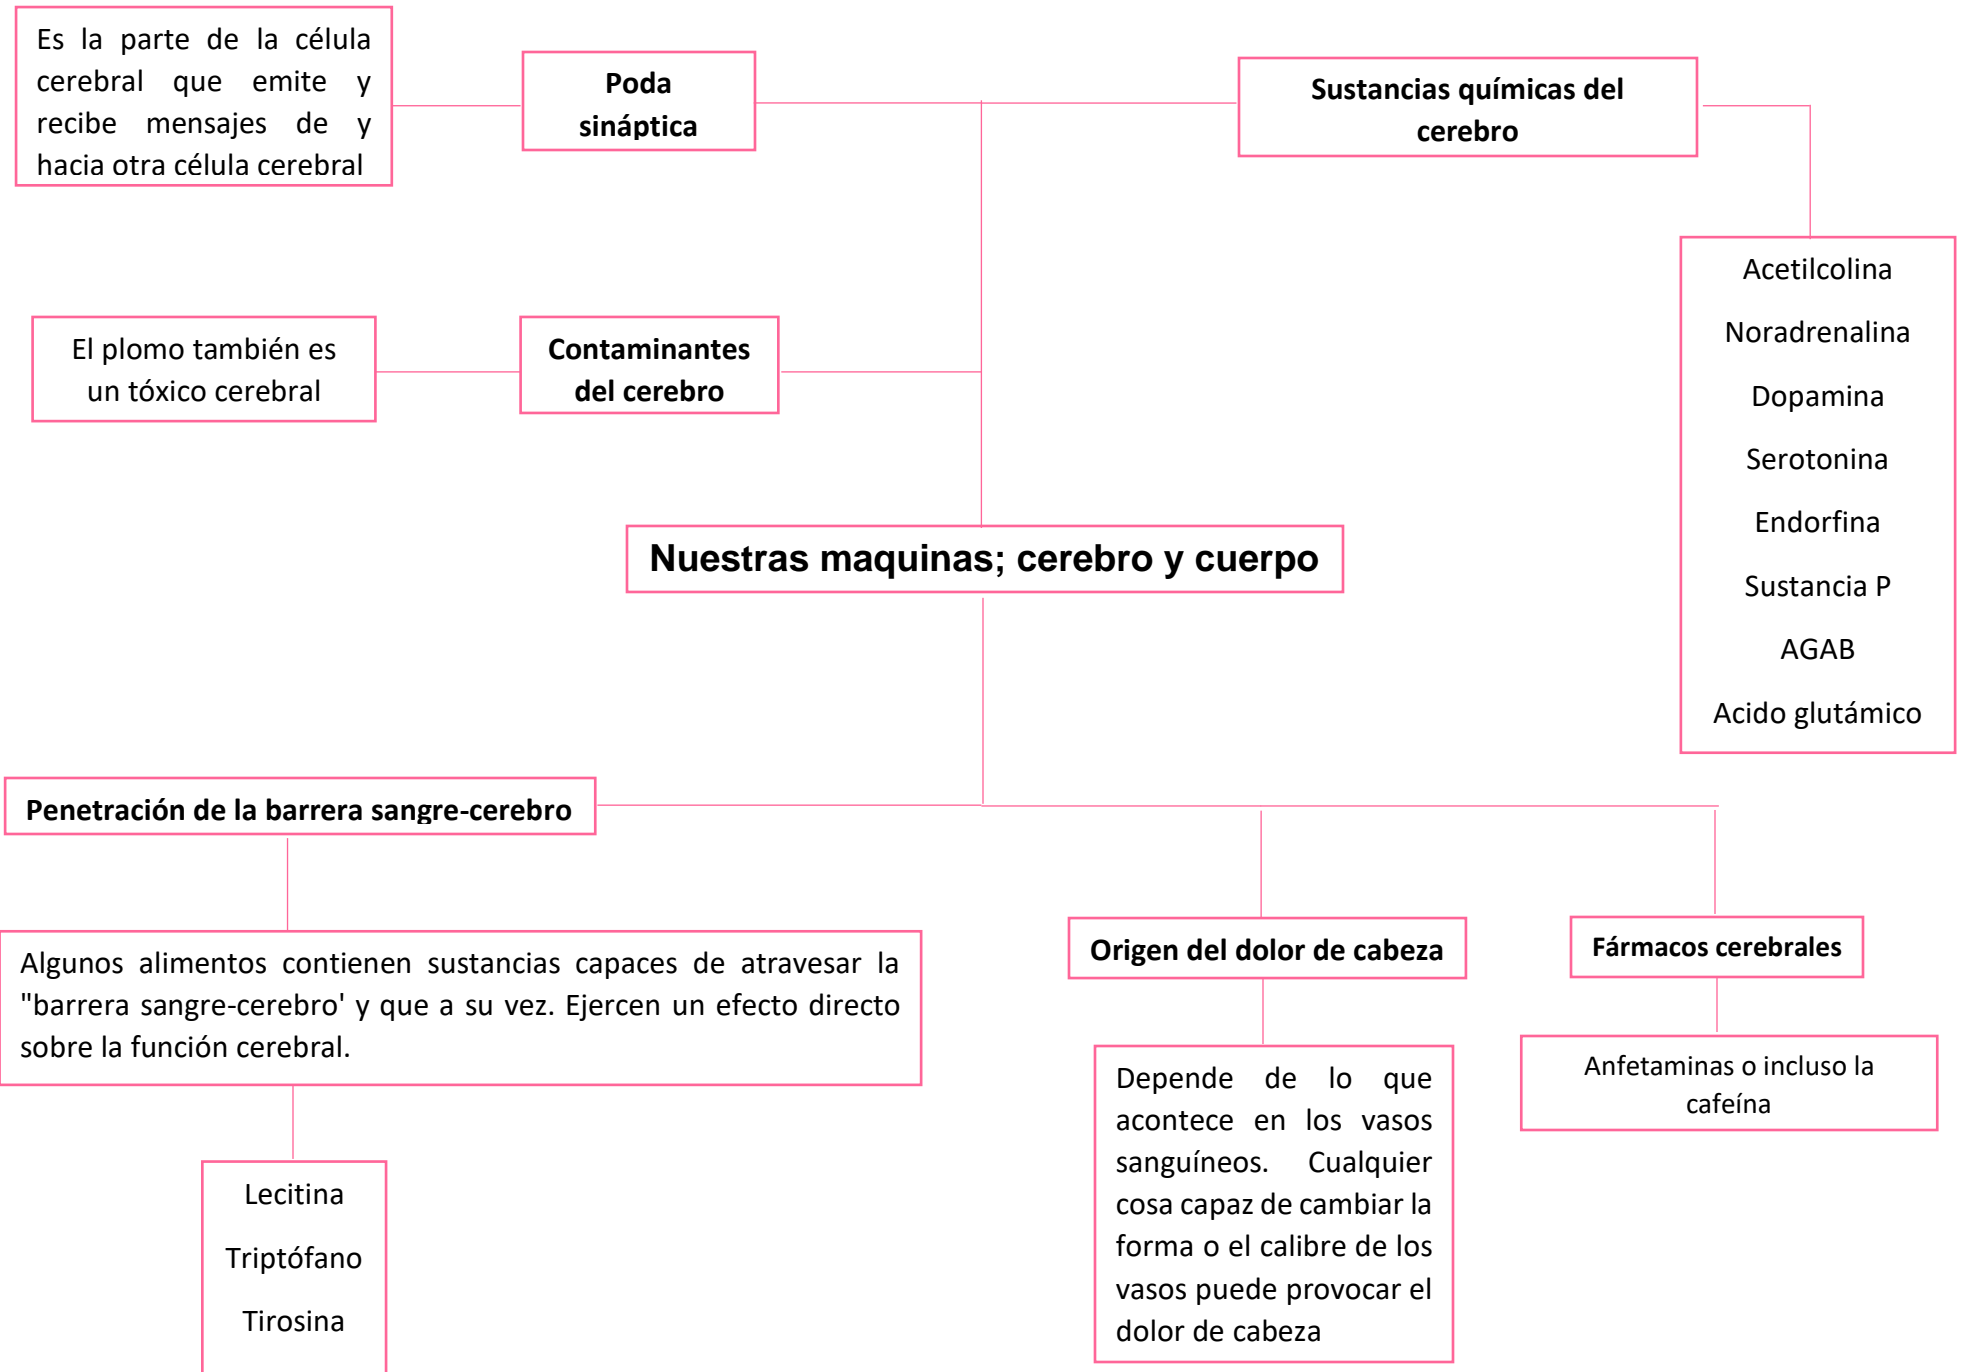 Es la parte de la célula
cerebral que emite y
recibe mensajes de y
hacia otra célula cerebral
Poda
sináptica
Sustancias químicas del
cerebro
Acetilcolina
Noradrenalina
Dopamina
Serotonina
Endorfina
Sustancia P
AGAB
Acido glutámico
El plomo también es
un tóxico cerebral
Contaminantes
del cerebro
Nuestras maquinas; cerebro y cuerpo
Penetración de la barrera sangre-cerebro
Algunos alimentos contienen sustancias capaces de atravesar la
"barrera sangre-cerebro' y que a su vez. Ejercen un efecto directo
sobre la función cerebral.
Lecitina
Triptófano
Tirosina
Origen del dolor de cabeza
Depende de lo que
acontece en los vasos
sanguíneos. Cualquier
cosa capaz de cambiar la
forma o el calibre de los
vasos puede provocar el
dolor de cabeza
Fármacos cerebrales
Anfetaminas o incluso la
cafeína